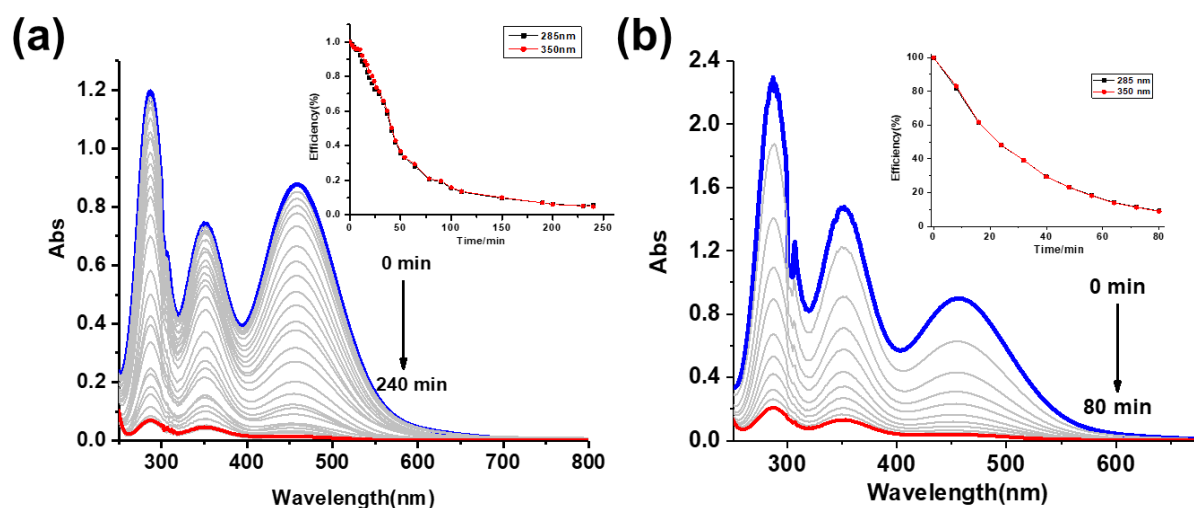 (a)
Abs
1.2
1.0
0.8
0.6
0.4
0.2
0.0
300
400
500
600
700
800
Wavelength(nm)
0 min
240 min
Efficiency(%)
1.0
0.8
0.6
0.4
0.2
0.0
0
50
100
150
200
250
Time/min
285nm
350nm
(b)
Abs
2.4
2.0
1.6
1.2
0.8
0.4
0.0
300
400
500
600
Wavelength(nm)
0 min
80 min
Efficiency(%)
100
80
60
40
20
0
0
20
40
60
80
Time/min
285 nm
350 nm